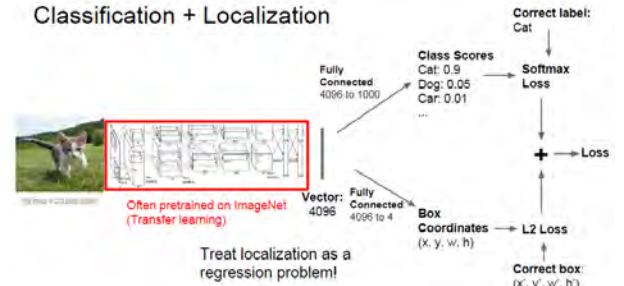 Classification + Localization
Correct label:
Cat
Class Scores
Cat: 0.9
Dog: 0.05
Car: 0.01
...
Fully
Connected:
4096 to 1000
Softmax
Loss
+
Loss
Often pretrained on ImageNet
(Transfer learning)
Vector:
4096
Fully
Connected:
4096 to 4
Box
Coordinates
(x, y, w, h)
L2 Loss
Treat localization as a
regression problem!
Correct box:
(x', y', w', h')